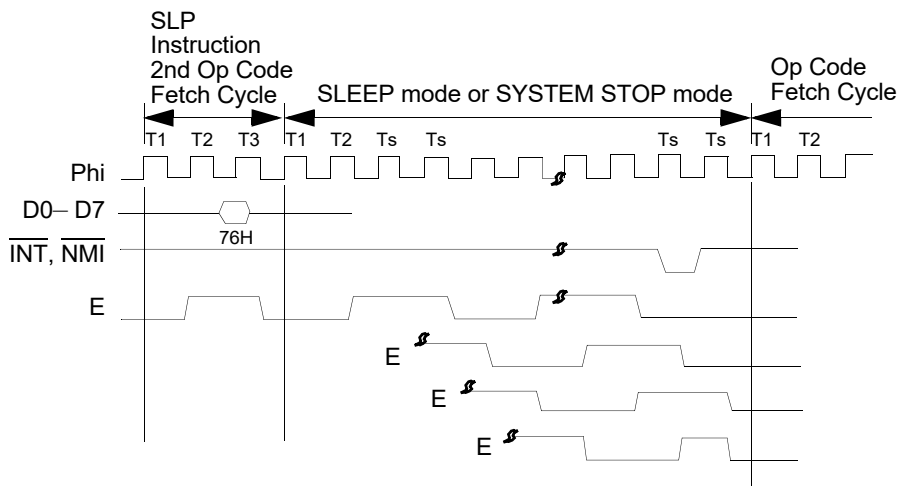 SLP
Instruction
2nd Op Code
Fetch Cycle
SLEEP mode or SYSTEM STOP mode
Op Code
Fetch Cycle
T1 T2 T3 T1 T2 Ts Ts Ts Ts T1 T2
Phi
D0– D7
76H
INT, NMI
E
E
E
E